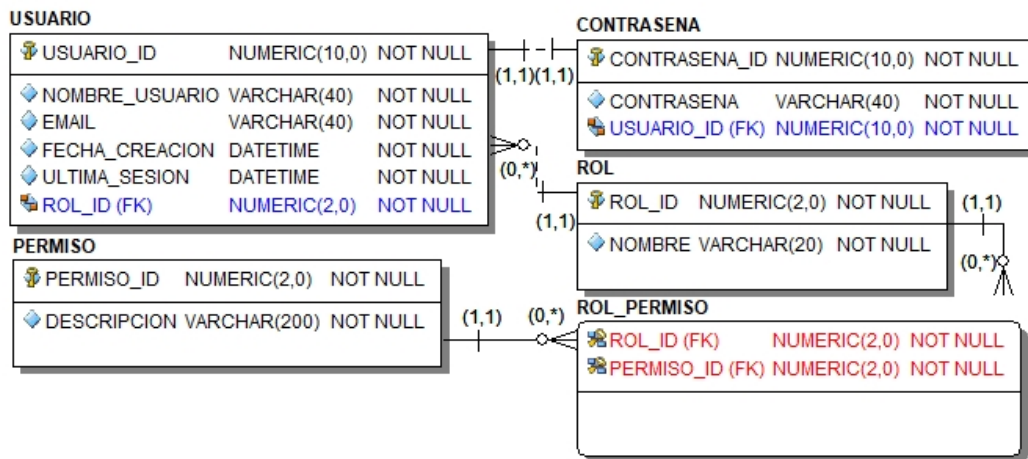 USUARIO
USUARIO_ID NUMERIC(10,0) NOT NULL
NOMBRE_USUARIO VARCHAR(40) NOT NULL
EMAIL VARCHAR(40) NOT NULL
FECHA_CREACION DATETIME NOT NULL
ULTIMA_SESION DATETIME NOT NULL
ROL_ID (FK) NUMERIC(2,0) NOT NULL
(1,1)(1,1)
CONTRASENA
CONTRASENA_ID NUMERIC(10,0) NOT NULL
CONTRASENA VARCHAR(40) NOT NULL
USUARIO_ID (FK) NUMERIC(10,0) NOT NULL
(0,*)
(1,1)
ROL
ROL_ID NUMERIC(2,0) NOT NULL
NOMBRE VARCHAR(20) NOT NULL
(1,1)
(0,*)
PERMISO
PERMISO_ID NUMERIC(2,0) NOT NULL
DESCRIPCION VARCHAR(200) NOT NULL
(1,1) (0,*)
ROL_PERMISO
ROL_ID (FK) NUMERIC(2,0) NOT NULL
PERMISO_ID (FK) NUMERIC(2,0) NOT NULL